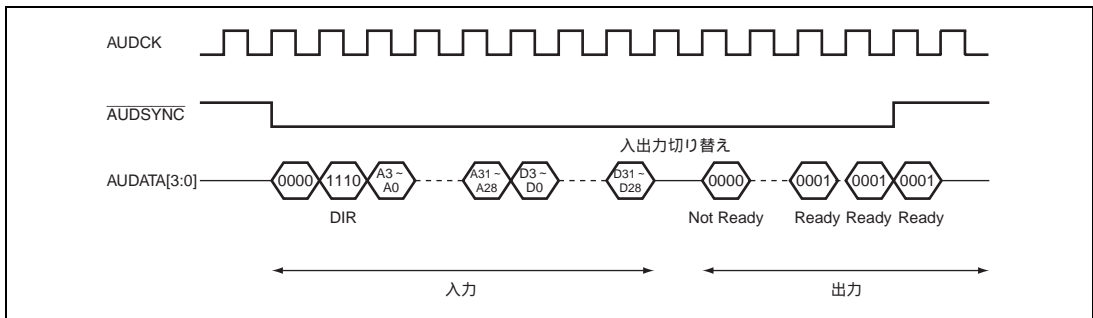 AUDCK
AUDSYNC
入出力切り替え
AUDATA[3:0] 0000 1110 A3 ~ A0 A31 ~ A28 D3 ~ D0 D31 ~ D28 0000 0001 0001 0001
DIR Not Ready Ready Ready Ready
入力 出力